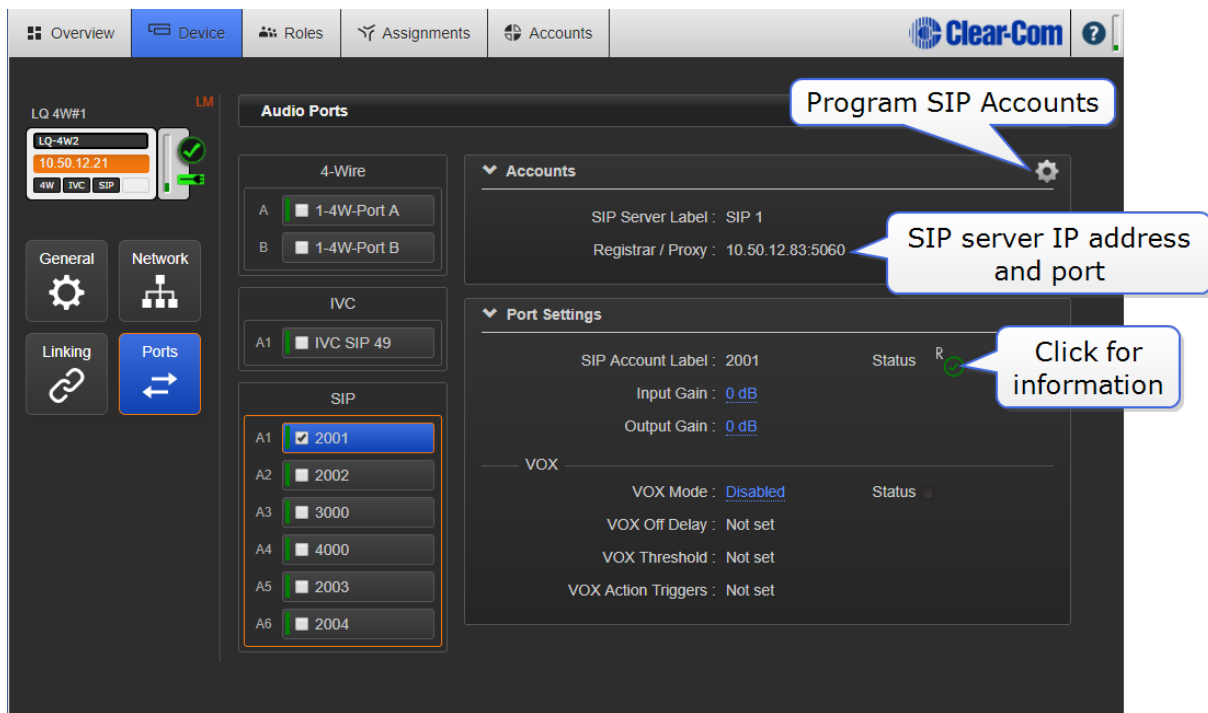 Overview
Device
Roles
Assignments
Accounts
Clear-Com
?
LQ 4W#1
LM
LQ-4W2
10.50.12.21
4W IVC SIP
General
Network
Linking
Ports
Audio Ports
4-Wire
A 1-4W-Port A
B 1-4W-Port B
IVC
A1 IVC SIP 49
SIP
A1 2001
A2 2002
A3 3000
A4 4000
A5 2003
A6 2004
Program SIP Accounts
Accounts
SIP Server Label : SIP 1
Registrar / Proxy : 10.50.12.83:5060
SIP server IP address
and port
Port Settings
SIP Account Label : 2001 Status R
Click for
information
Input Gain : 0 dB
Output Gain : 0 dB
VOX
VOX Mode : Disabled Status
VOX Off Delay : Not set
VOX Threshold : Not set
VOX Action Triggers : Not set